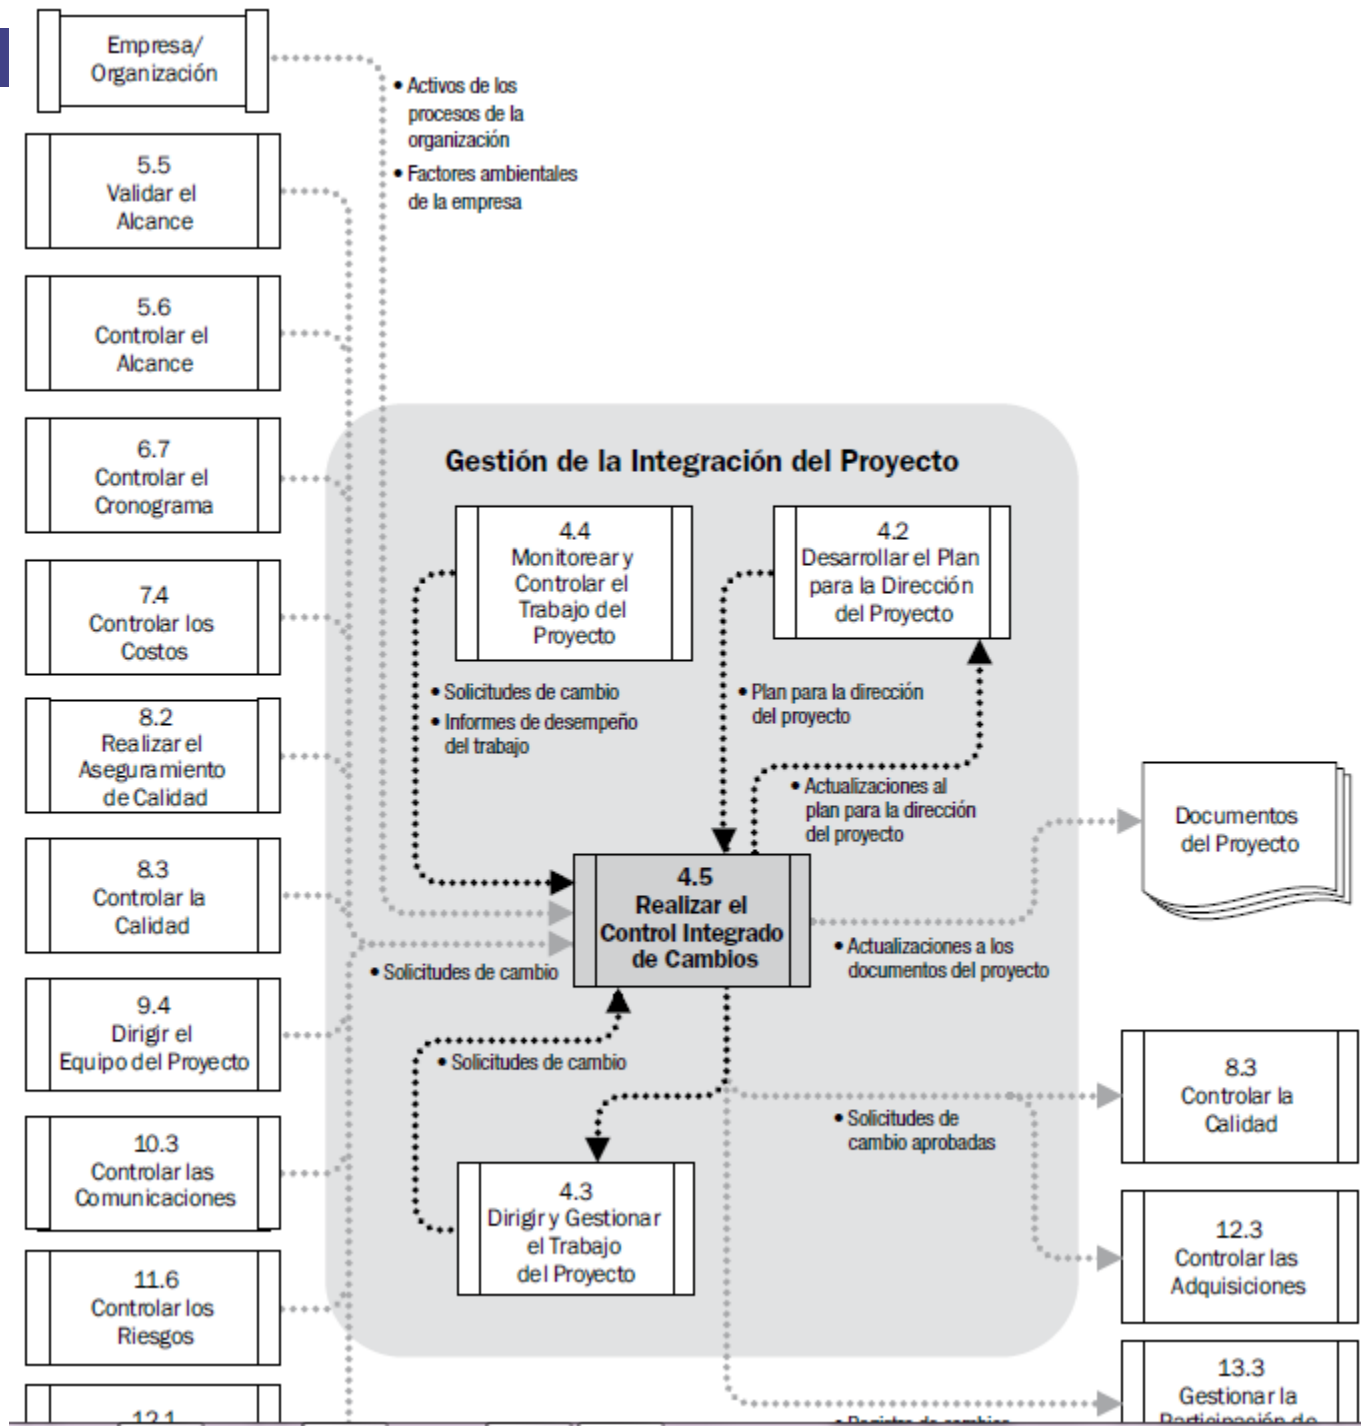 Empresa/
Organización
• Activos de los
procesos de la
organización
• Factores ambientales
de la empresa
5.5
Validar el
Alcance
5.6
Controlar el
Alcance
6.7
Controlar el
Cronograma
7.4
Controlar los
Costos
8.2
Realizar el
Aseguramiento
de Calidad
8.3
Controlar la
Calidad
9.4
Dirigir el
Equipo del Proyecto
10.3
Controlar las
Comunicaciones
11.6
Controlar los
Riesgos
12.1
Gestión de la Integración del Proyecto
4.4
Monitorear y
Controlar el
Trabajo del
Proyecto
4.2
Desarrollar el Plan
para la Dirección
del Proyecto
• Solicitudes de cambio
• Informes de desempeño
del trabajo
• Plan para la dirección
del proyecto
• Actualizaciones al
plan para la dirección
del proyecto
4.5
Realizar el
Control Integrado
de Cambios
• Solicitudes de cambio
• Actualizaciones a los
documentos del proyecto
• Solicitudes de cambio
• Solicitudes de
cambio aprobadas
4.3
Dirigir y Gestionar
el Trabajo
del Proyecto
• Registro de cambios
Documentos
del Proyecto
8.3
Controlar la
Calidad
12.3
Controlar las
Adquisiciones
13.3
Gestionar la
Participación de